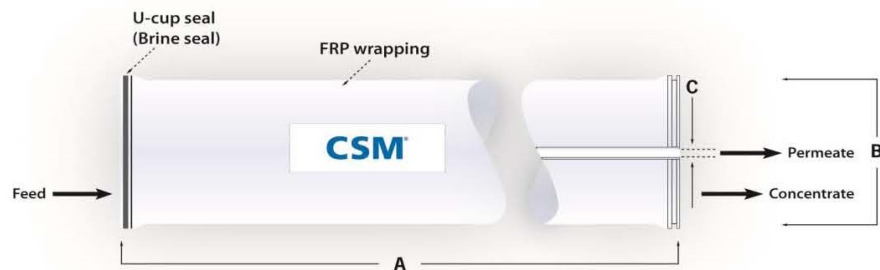 U-cup seal
(Brine seal)
FRP wrapping
C
CSM®
Permeate
B
Feed
Concentrate
A